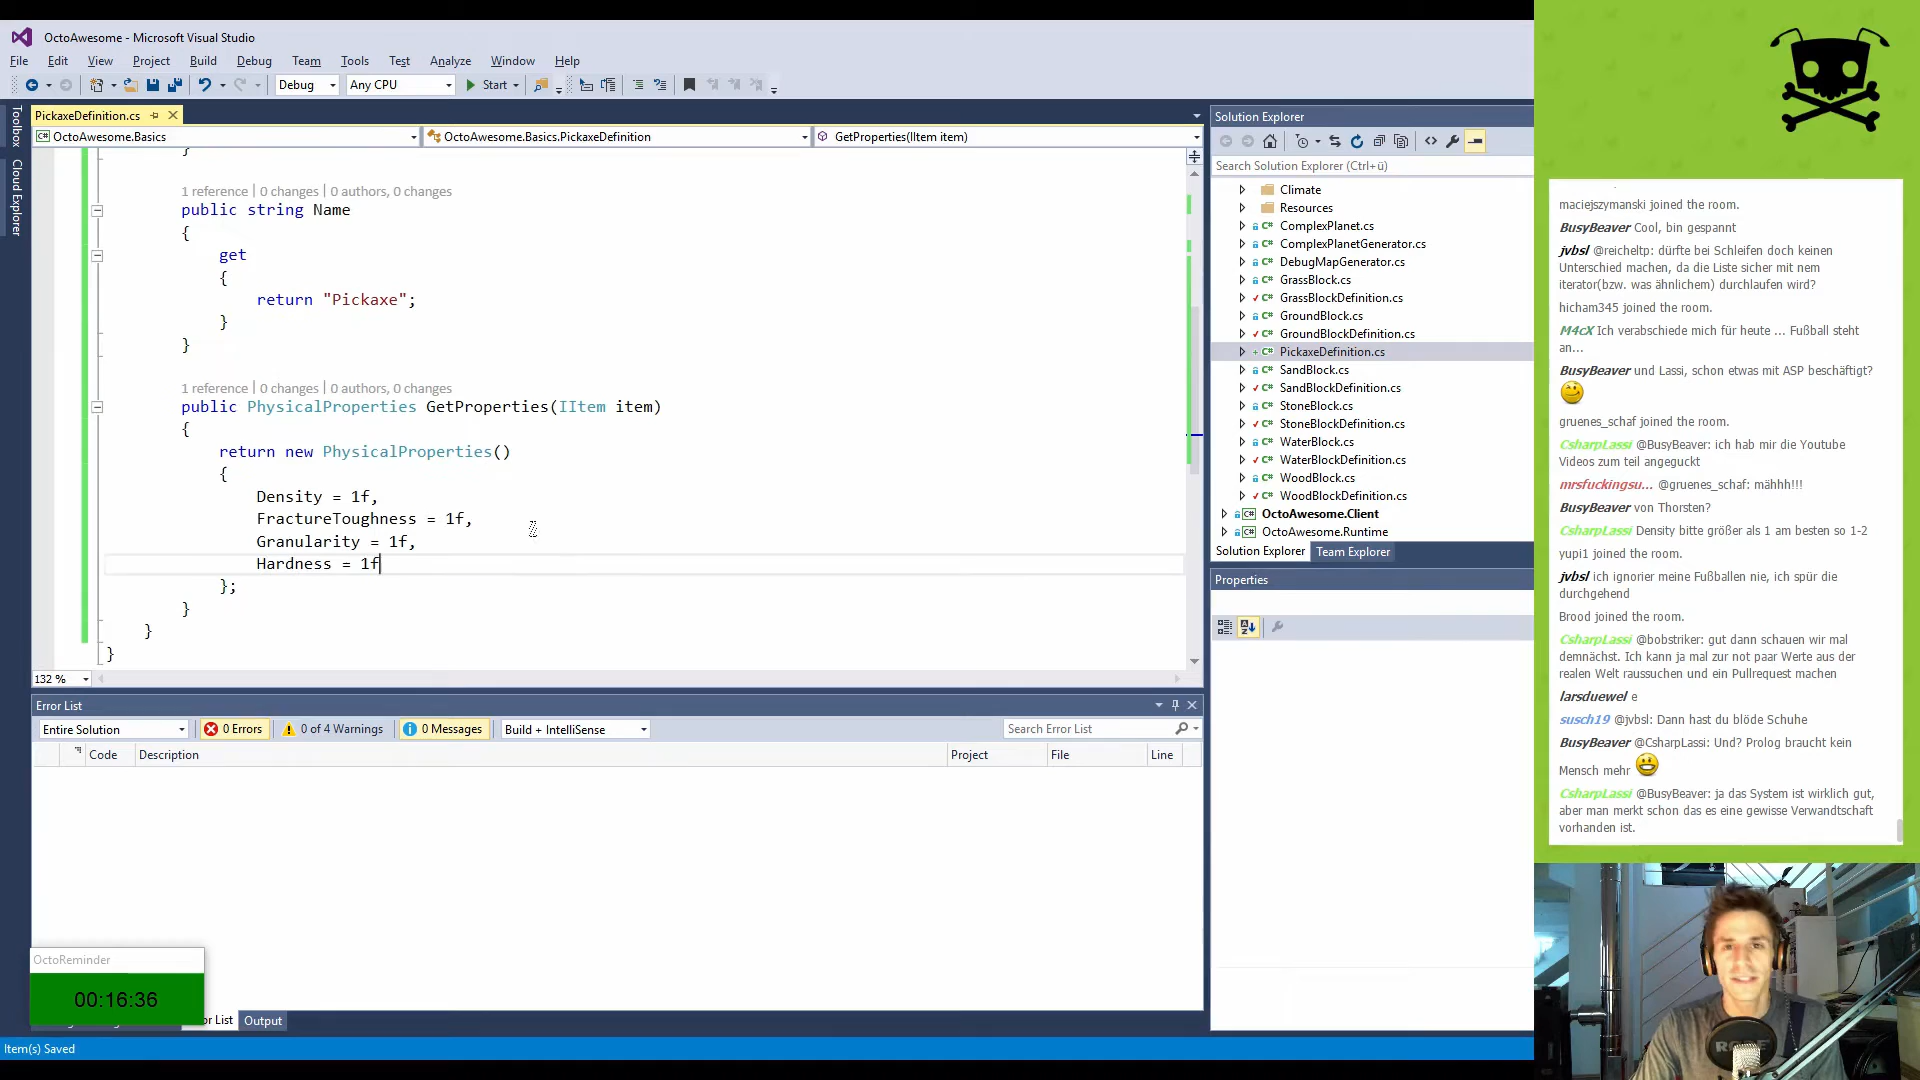 OctoAwesome - Microsoft Visual Studio
File Edit View Project Build Debug Team Tools Test Analyze Window Help
Debug Any CPU Start
Toolbox
Cloud Explorer
PickaxeDefinition.cs
OctoAwesome.Basics OctoAwesome.Basics.PickaxeDefinition GetProperties(IItem item)
}
1 reference | 0 changes | 0 authors, 0 changes
public string Name
{
get
{
return "Pickaxe";
}
}
1 reference | 0 changes | 0 authors, 0 changes
public PhysicalProperties GetProperties(IItem item)
{
return new PhysicalProperties()
{
Density = 1f,
FractureToughness = 1f,
Granularity = 1f,
Hardness = 1f
};
}
}
}
132 %
Error List
Entire Solution 0 Errors 0 of 4 Warnings 0 Messages Build + IntelliSense Search Error List
Code Description Project File Line
OctoReminder
00:16:36
or List Output
Item(s) Saved
Solution Explorer
Search Solution Explorer (Ctrl+ü)
Climate
Resources
ComplexPlanet.cs
ComplexPlanetGenerator.cs
DebugMapGenerator.cs
GrassBlock.cs
GrassBlockDefinition.cs
GroundBlock.cs
GroundBlockDefinition.cs
PickaxeDefinition.cs
SandBlock.cs
SandBlockDefinition.cs
StoneBlock.cs
StoneBlockDefinition.cs
WaterBlock.cs
WaterBlockDefinition.cs
WoodBlock.cs
WoodBlockDefinition.cs
OctoAwesome.Client
OctoAwesome.Runtime
Solution Explorer Team Explorer
Properties
maciejszymanski joined the room.
BusyBeaver Cool, bin gespannt
jvbsl @reicheltp: dürfte bei Schleifen doch keinen
Unterschied machen, da die Liste sicher mit nem
iterator(bzw. was ähnlichem) durchlaufen wird?
hicham345 joined the room.
M4cX Ich verabschiede mich für heute ... Fußball steht
an...
BusyBeaver und Lassi, schon etwas mit ASP beschäftigt?
gruenes_schaf joined the room.
CsharpLassi @BusyBeaver: ich hab mir die Youtube
Videos zum teil angeguckt
mrsfuckingsu... @gruenes_schaf: mähhh!!!
BusyBeaver von Thorsten?
CsharpLassi Density bitte größer als 1 am besten so 1-2
yupi1 joined the room.
jvbsl ich ignorier meine Fußballen nie, ich spür die
durchgehend
Brood joined the room.
CsharpLassi @bobstriker: gut dann schauen wir mal
demnächst. Ich kann ja mal zur not paar Werte aus der
realen Welt raussuchen und ein Pullrequest machen
larsduewel e
susch19 @jvbsl: Dann hast du blöde Schuhe
BusyBeaver @CsharpLassi: Und? Prolog braucht kein
Mensch mehr
CsharpLassi @BusyBeaver: ja das System ist wirklich gut,
aber man merkt schon das es eine gewisse Verwandtschaft
vorhanden ist.